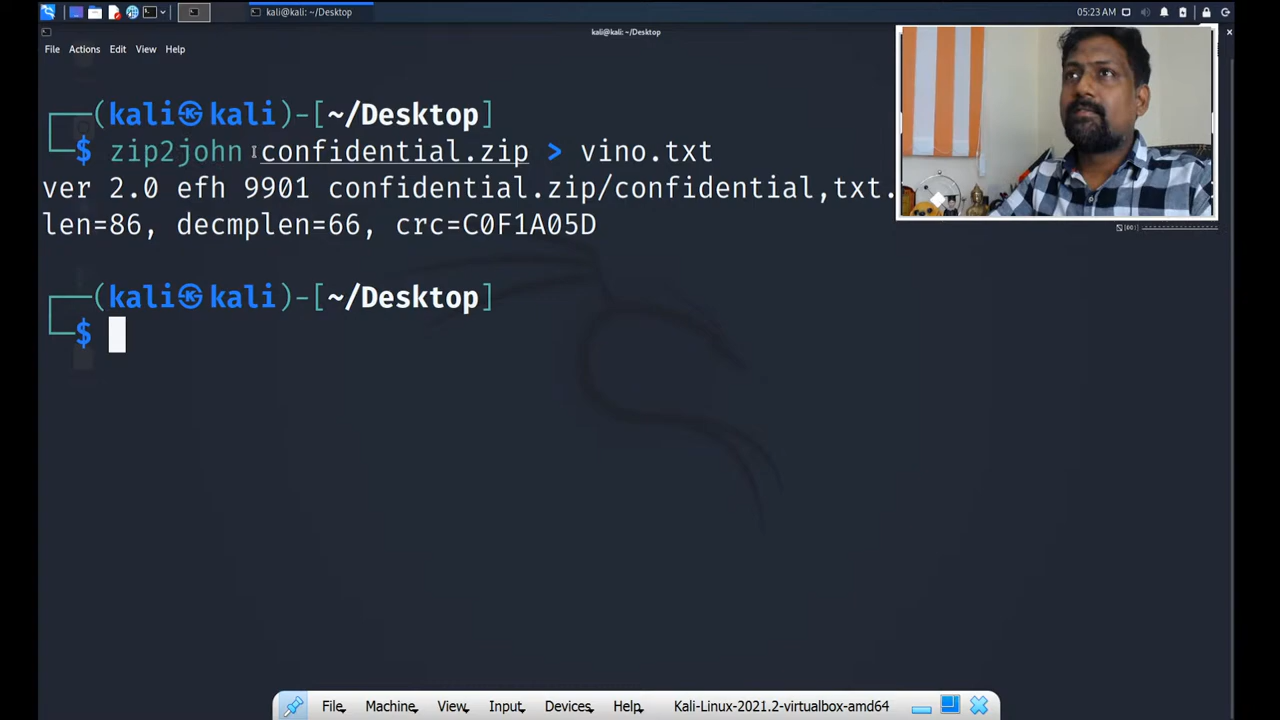 kali@kali: ~/Desktop
05:23 AM
kali@kali: ~/Desktop
File Actions Edit View Help
(kali㉿kali)-[~/Desktop]
$ zip2john confidential.zip > vino.txt
ver 2.0 efh 9901 confidential.zip/confidential,txt.
len=86, decmplen=66, crc=C0F1A05D
(kali㉿kali)-[~/Desktop]
$
File Machine View Input Devices Help Kali-Linux-2021.2-virtualbox-amd64